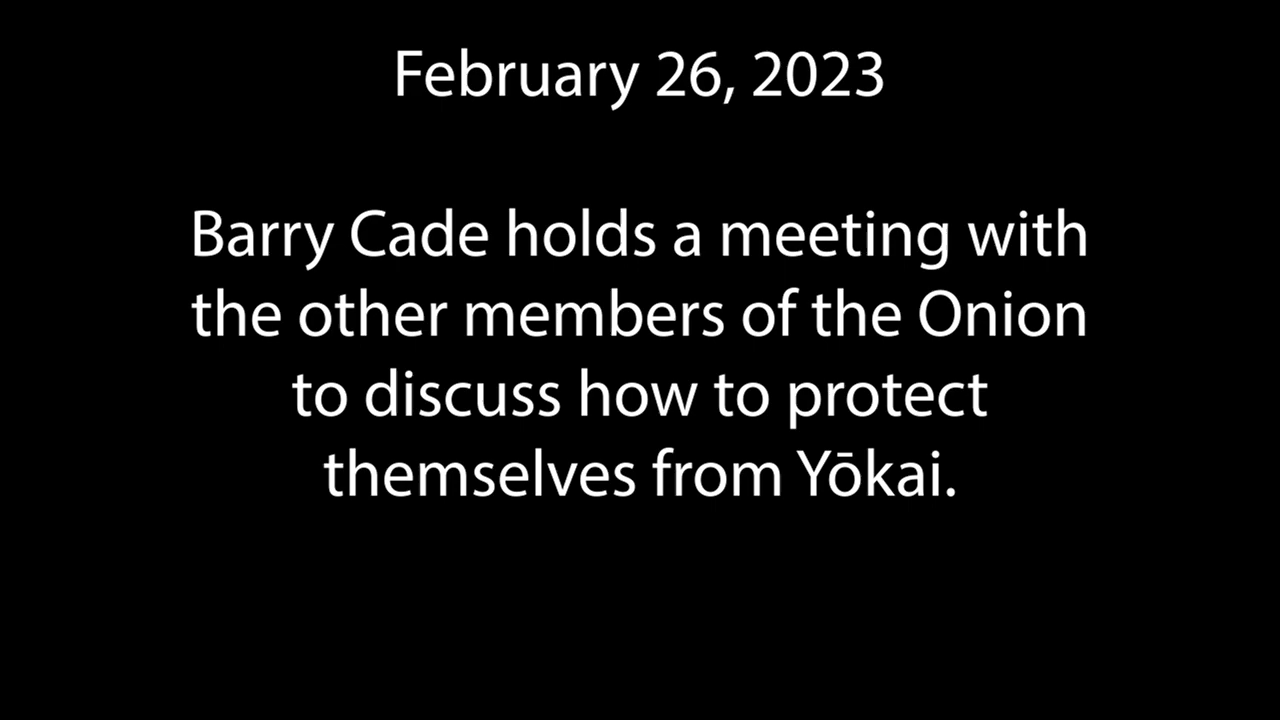 February 26, 2023
Barry Cade holds a meeting with
the other members of the Onion
to discuss how to protect
themselves from Yōkai.